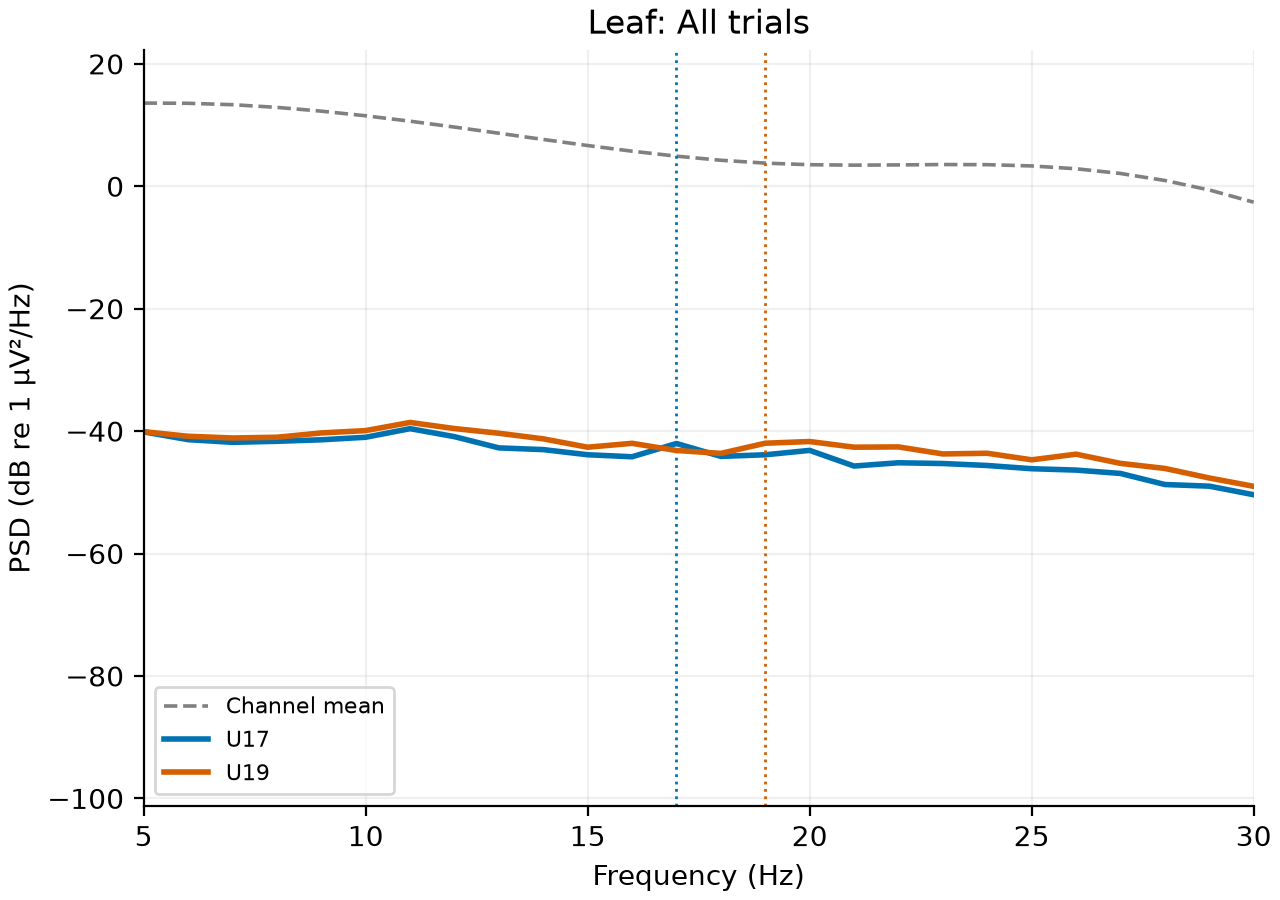 Leaf: All trials
PSD (dB re 1 µV²/Hz)
20
0
−20
−40
−60
−80
−100
Channel mean
U17
U19
5 10 15 20 25 30
Frequency (Hz)